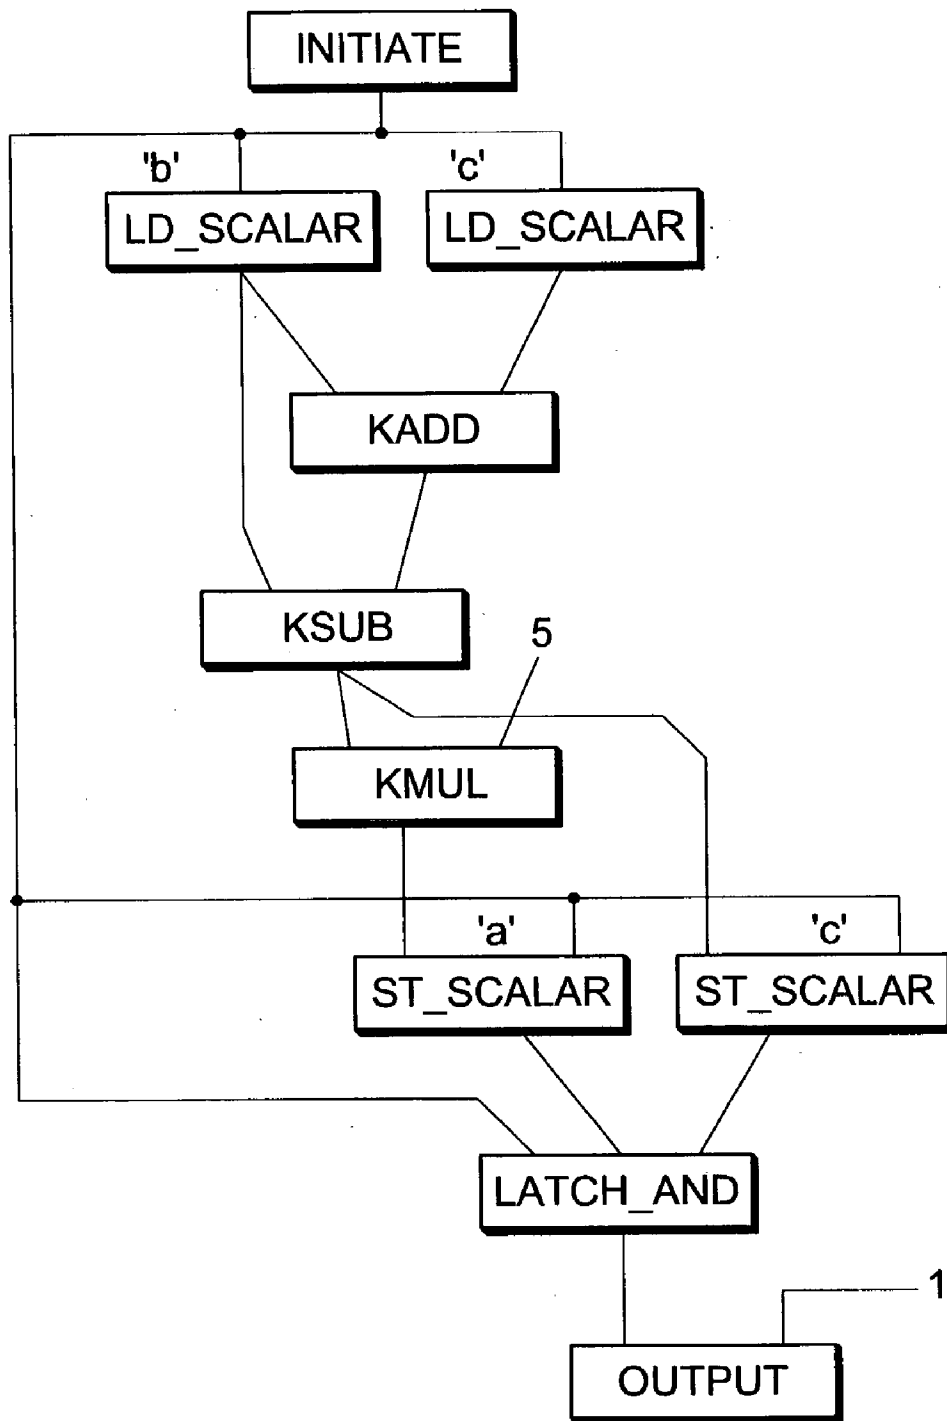 INITIATE
'b'
'c'
LD_SCALAR
LD_SCALAR
KADD
KSUB
5
KMUL
'a'
'c'
ST_SCALAR
ST_SCALAR
LATCH_AND
1
OUTPUT